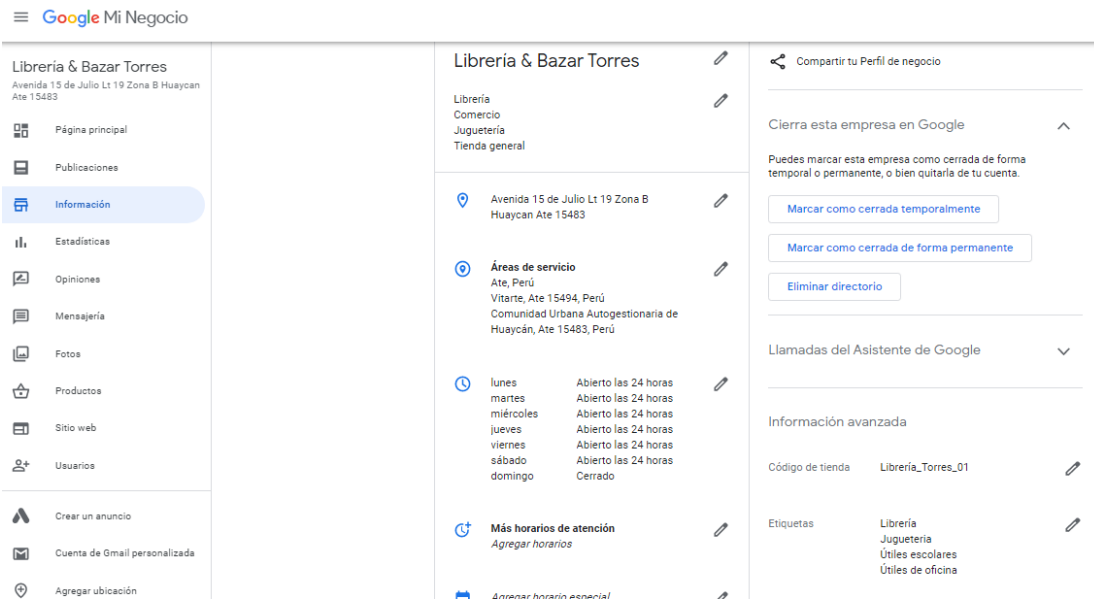 Google Mi Negocio
Librería & Bazar Torres
Avenida 15 de Julio Lt 19 Zona B Huaycan
Ate 15483
Página principal
Publicaciones
Información
Estadísticas
Opiniones
Mensajería
Fotos
Productos
Sitio web
Usuarios
Crear un anuncio
Cuenta de Gmail personalizada
Agregar ubicación
Librería & Bazar Torres
Librería
Comercio
Juguetería
Tienda general
Avenida 15 de Julio Lt 19 Zona B
Huaycan Ate 15483
Áreas de servicio
Ate, Perú
Vitarte, Ate 15494, Perú
Comunidad Urbana Autogestionaria de
Huaycán, Ate 15483, Perú
lunes Abierto las 24 horas
martes Abierto las 24 horas
miércoles Abierto las 24 horas
jueves Abierto las 24 horas
viernes Abierto las 24 horas
sábado Abierto las 24 horas
domingo Cerrado
Más horarios de atención
Agregar horarios
Agregar horario especial
Compartir tu Perfil de negocio
Cierra esta empresa en Google
Puedes marcar esta empresa como cerrada de forma
temporal o permanente, o bien quitarla de tu cuenta.
Marcar como cerrada temporalmente
Marcar como cerrada de forma permanente
Eliminar directorio
Llamadas del Asistente de Google
Información avanzada
Código de tienda Librería_Torres_01
Etiquetas Librería
Jugueteria
Útiles escolares
Útiles de oficina